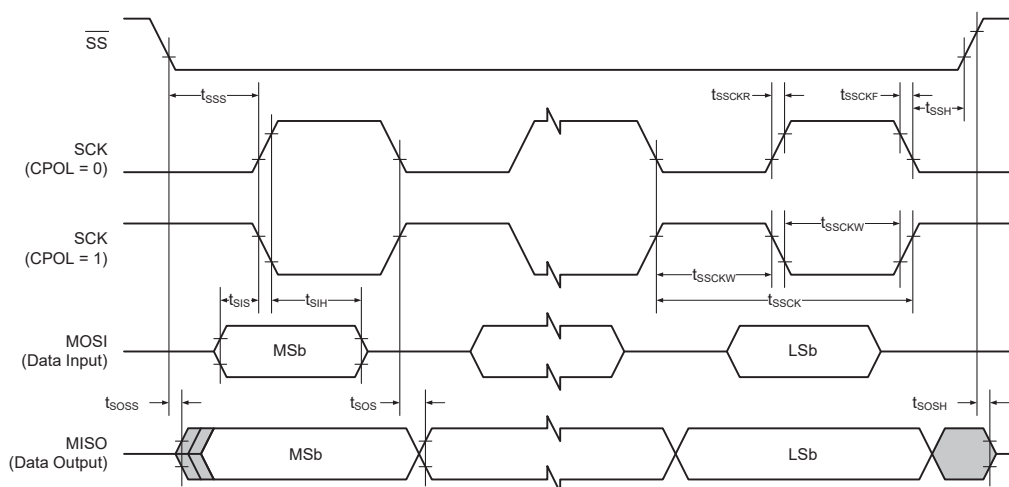 SS
tSSS
tSSCKR
tSSCKF
tSSH
SCK
(CPOL = 0)
SCK
(CPOL = 1)
tSSCKW
tSSCKW
tSSCK
tSIS
tSIH
MOSI
(Data Input)
MSb
LSb
tSOSS
tSOS
tSOSH
MISO
(Data Output)
MSb
LSb